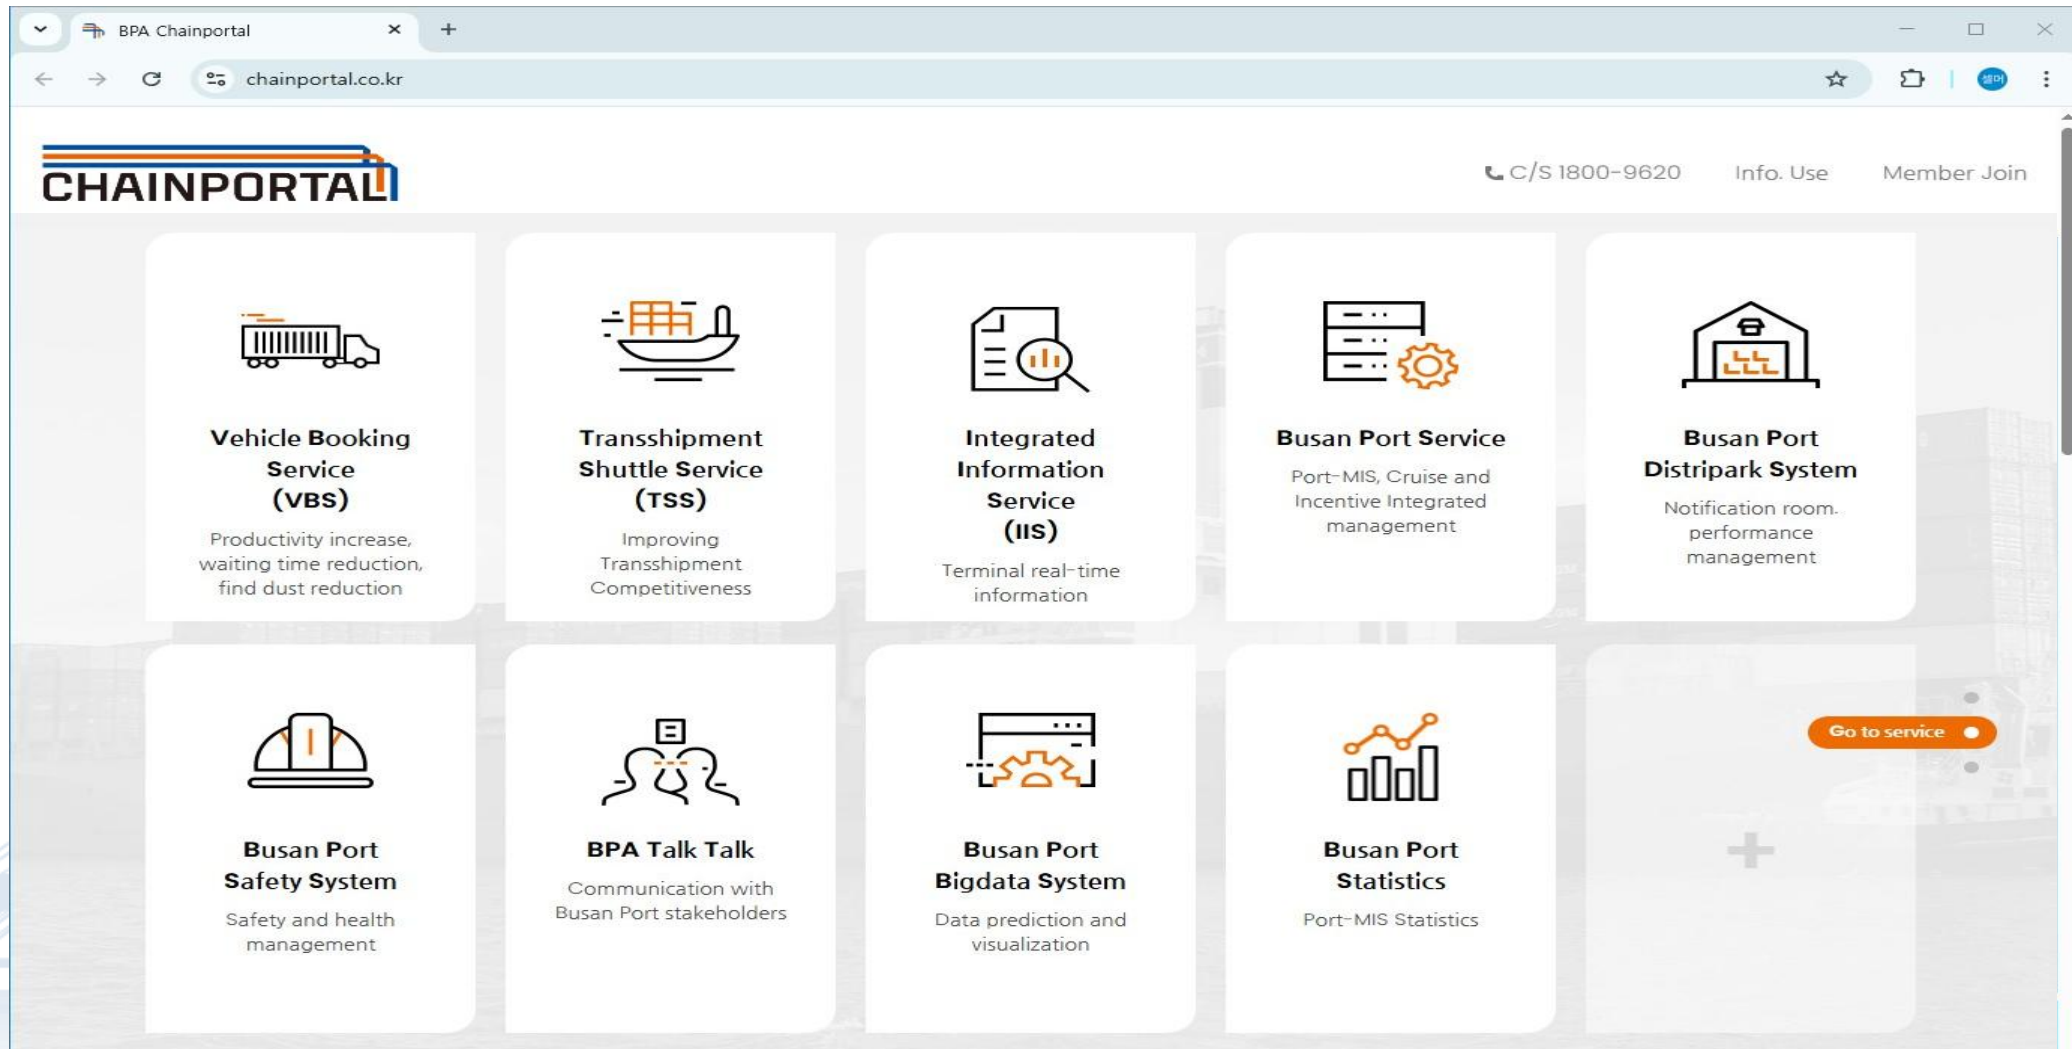 BPA Chainportal
chainportal.co.kr
셈어
CHAINPORTAL
C/S 1800-9620
Info. Use
Member Join
Vehicle Booking
Service
(VBS)
Productivity increase,
waiting time reduction,
find dust reduction
Transshipment
Shuttle Service
(TSS)
Improving
Transshipment
Competitiveness
Integrated
Information
Service
(IIS)
Terminal real-time
information
Busan Port Service
Port-MIS, Cruise and
Incentive Integrated
management
Busan Port
Distripark System
Notification room.
performance
management
Busan Port
Safety System
Safety and health
management
BPA Talk Talk
Communication with
Busan Port stakeholders
Busan Port
Bigdata System
Data prediction and
visualization
Busan Port
Statistics
Port-MIS Statistics
Go to service